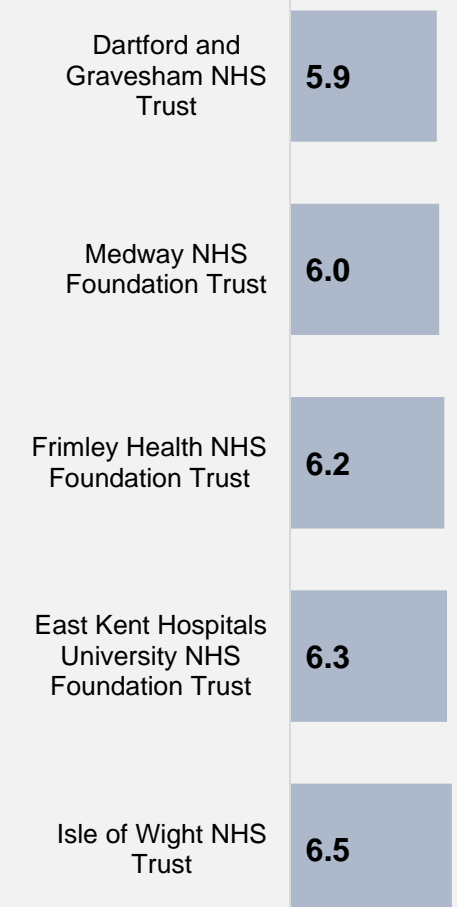 Dartford and
Gravesham NHS
Trust
5.9
Medway NHS
Foundation Trust
6.0
Frimley Health NHS
Foundation Trust
6.2
East Kent Hospitals
University NHS
Foundation Trust
6.3
Isle of Wight NHS
Trust
6.5